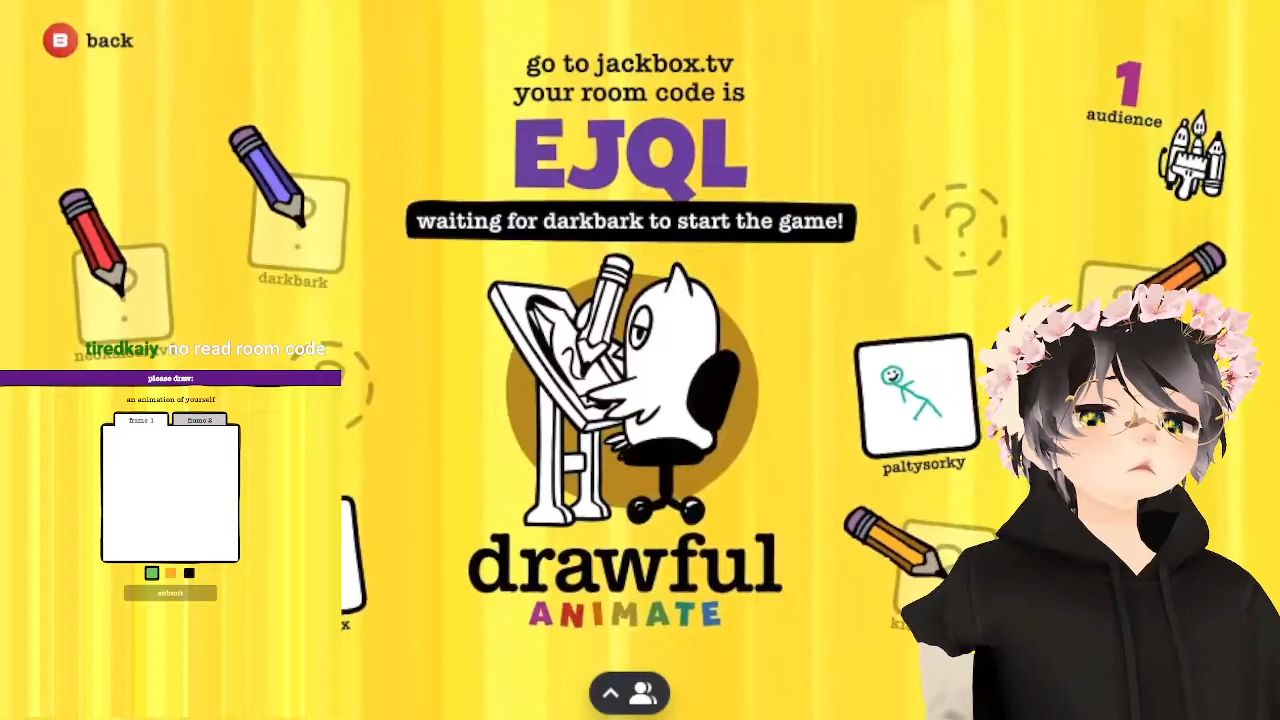 B back
go to jackbox.tv
your room code is
EJQL
waiting for darkbark to start the game!
1
audience
darkbark
tiredkaiy no read room code
please draw:
an animation of yourself
frame 1
frame 2
submit
paltysorky
x
drawful
ANIMATE